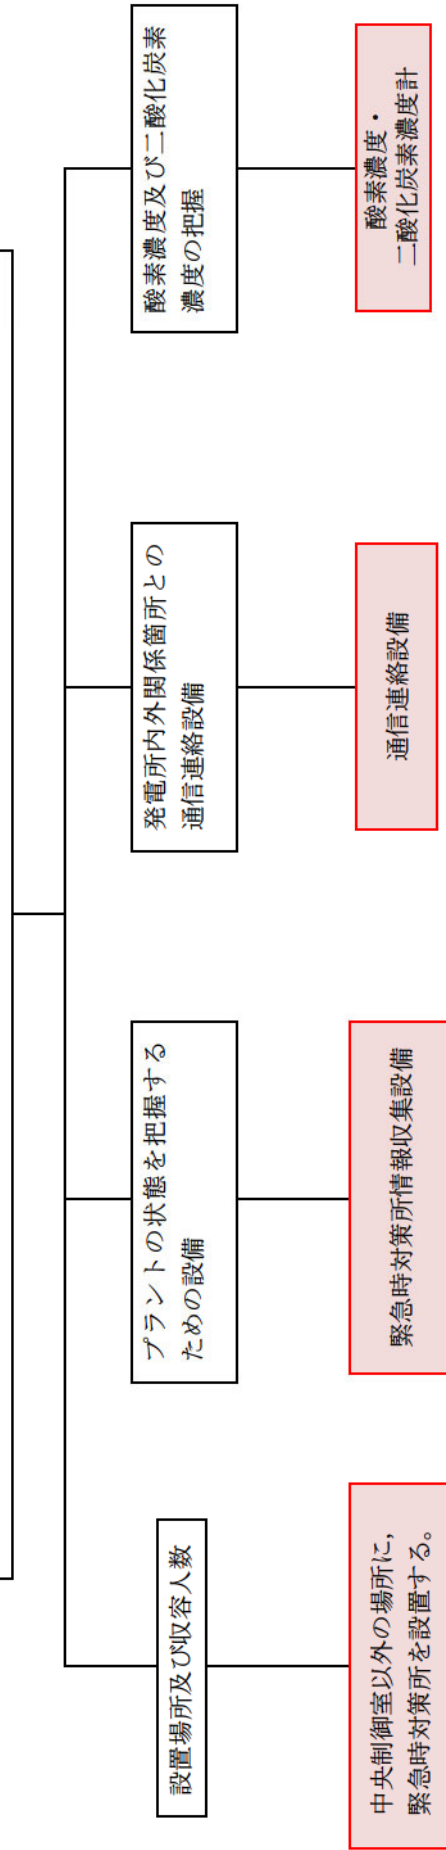 設置場所及び収容人数
プラントの状態を把握する
ための設備
発電所内外関係箇所との
通信連絡設備
酸素濃度及び二酸化炭素
濃度の把握
中央制御室以外の場所に，
緊急時対策所を設置する。
緊急時対策所情報収集設備
通信連絡設備
酸素濃度・
二酸化炭素濃度計